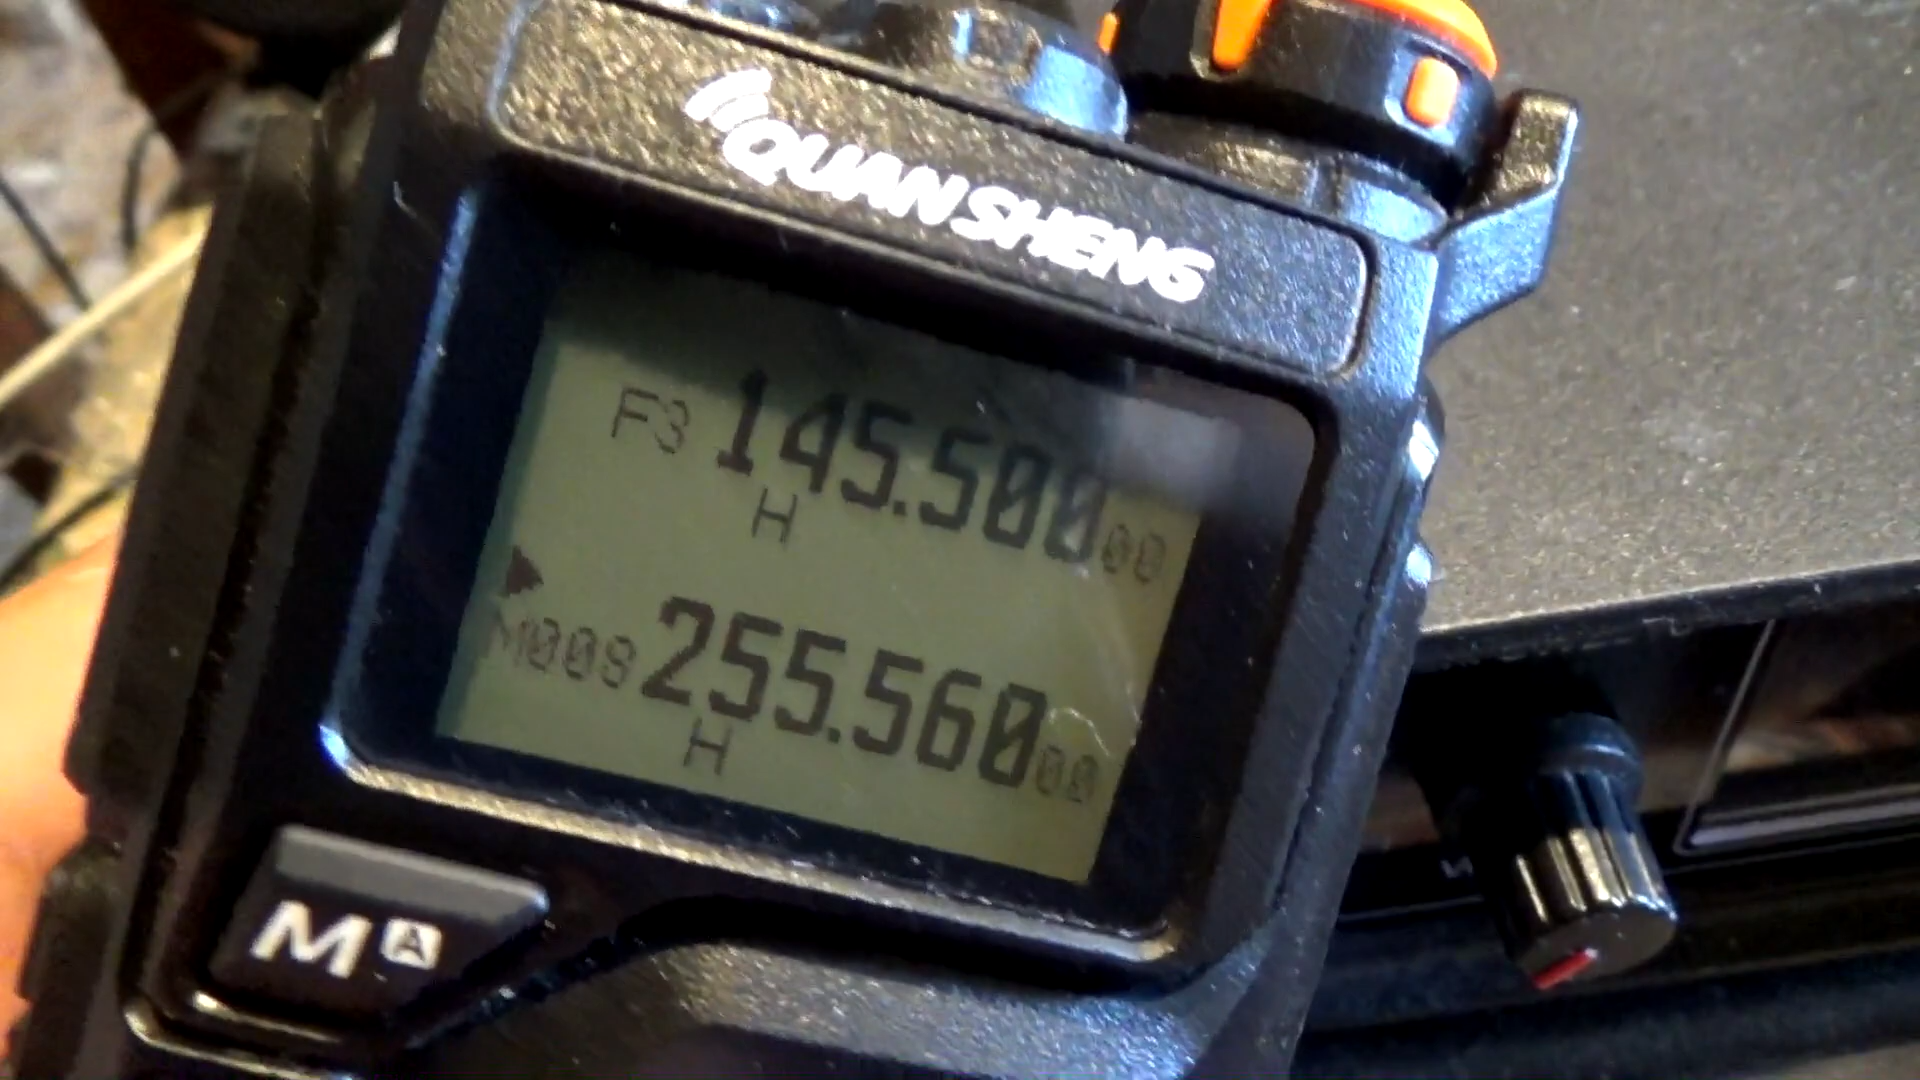 QUANSHENG
F3 145.50000
H
M008 255.56000
H
M A